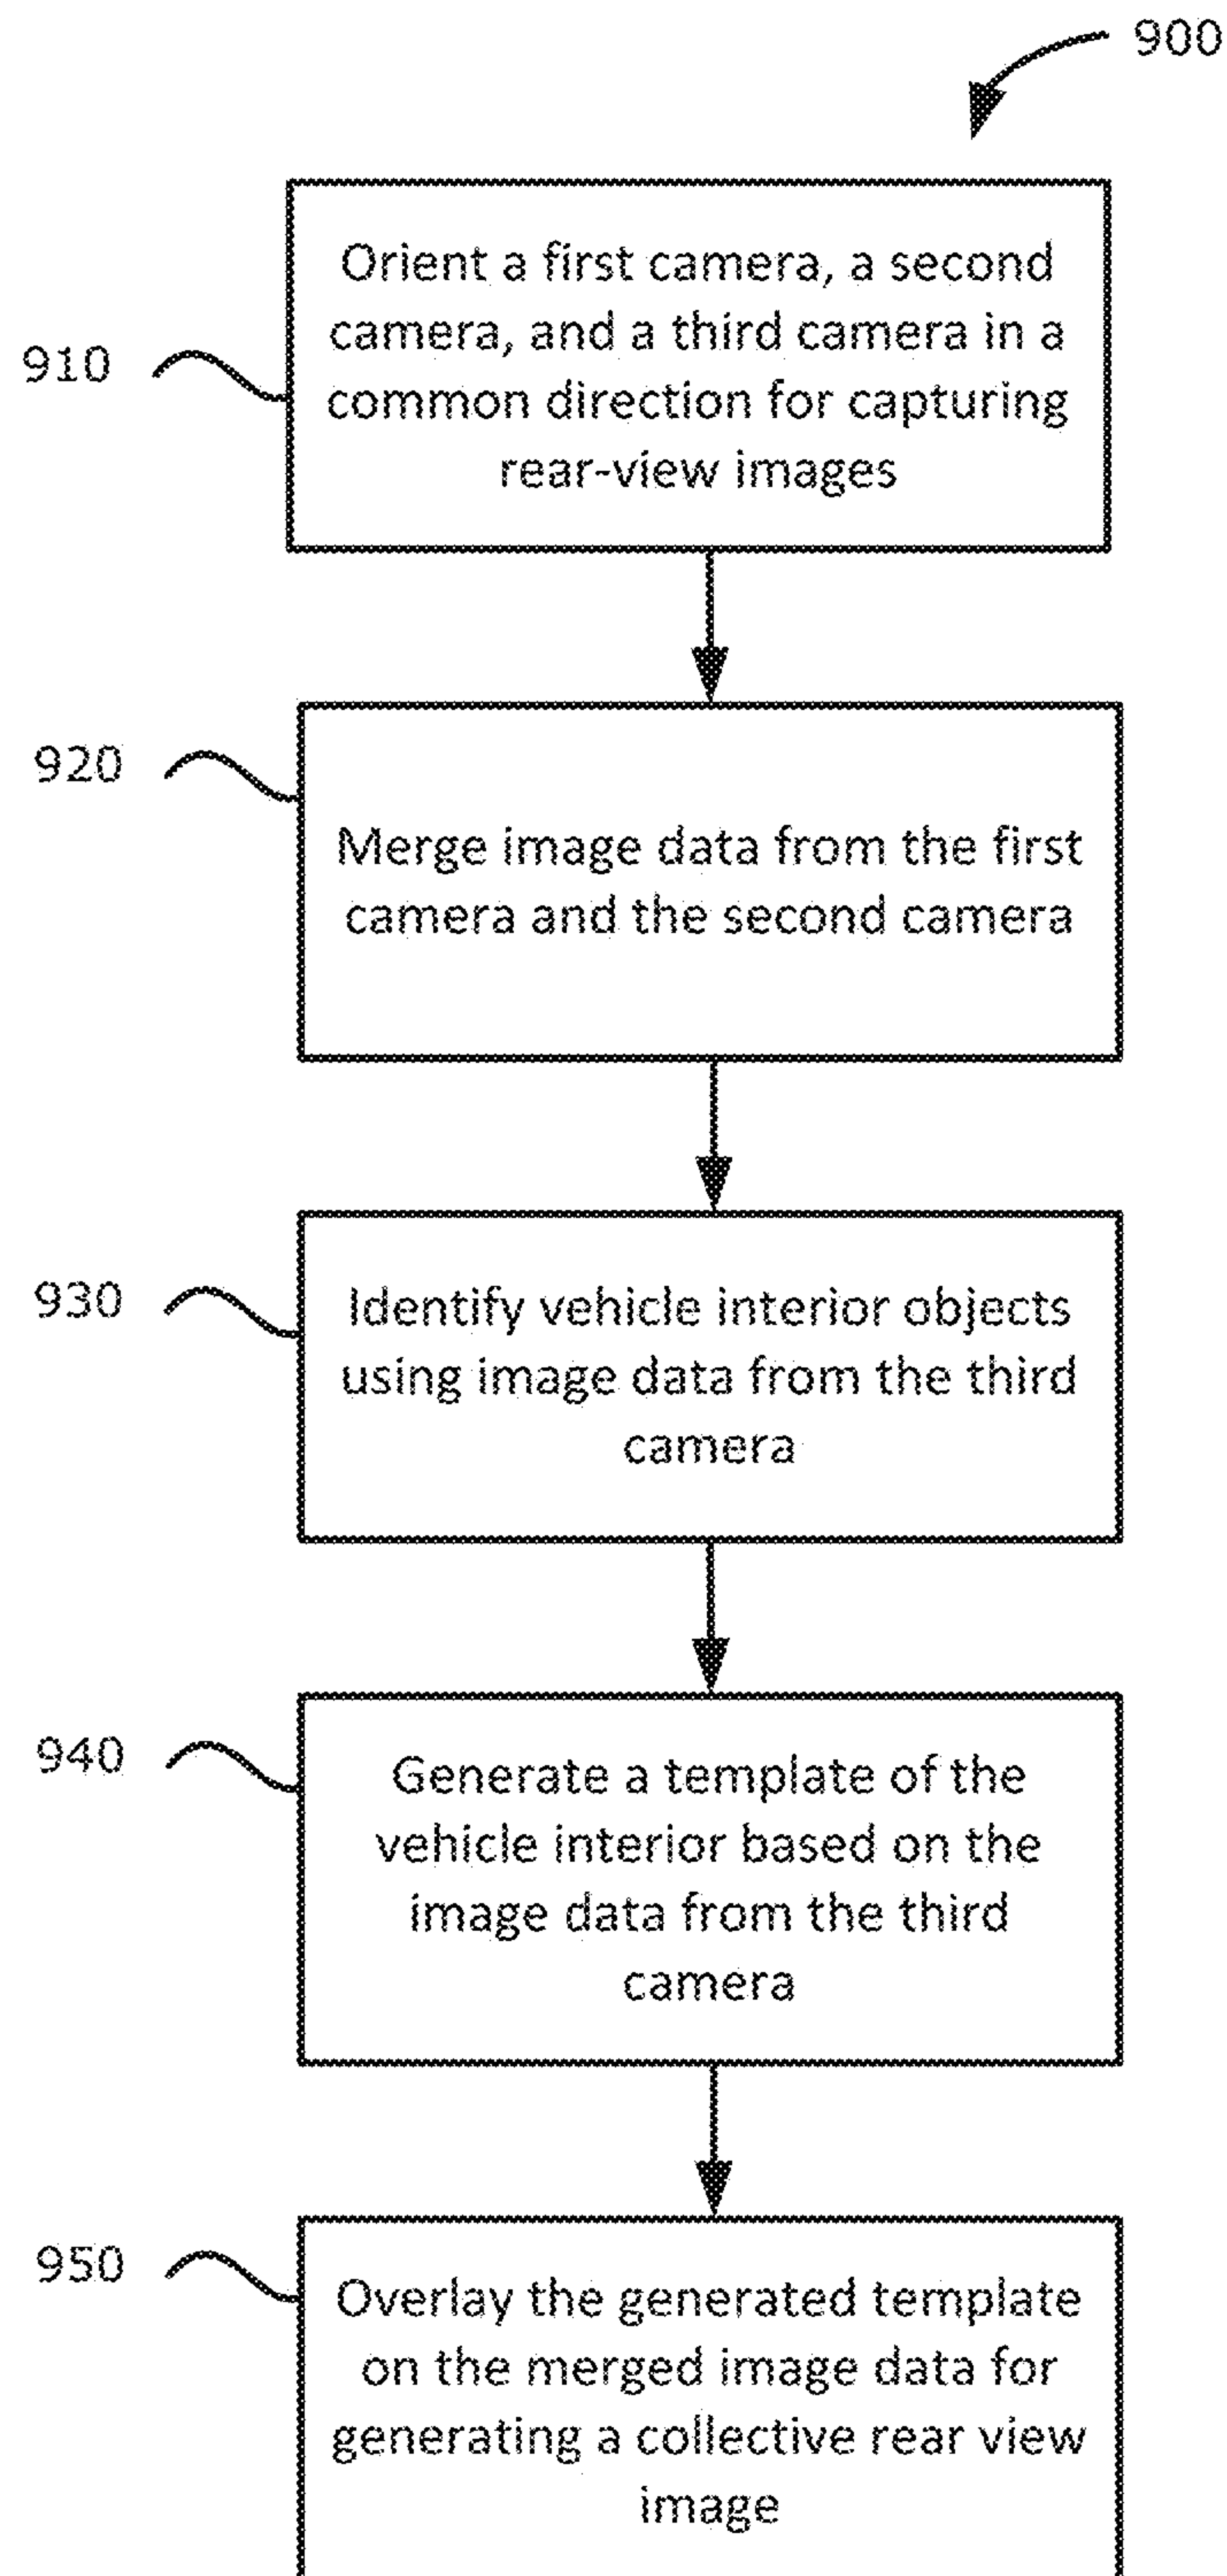 900
Orient a first camera, a second
camera, and a third camera in a
common direction for capturing
rear-view images
910
920
Merge image data from the first
camera and the second camera
930
Identify vehicle interior objects
using image data from the third
camera
940
Generate a template of the
vehicle interior based on the
image data from the third
camera
950
Overlay the generated template
on the merged image data for
generating a collective rear view
image